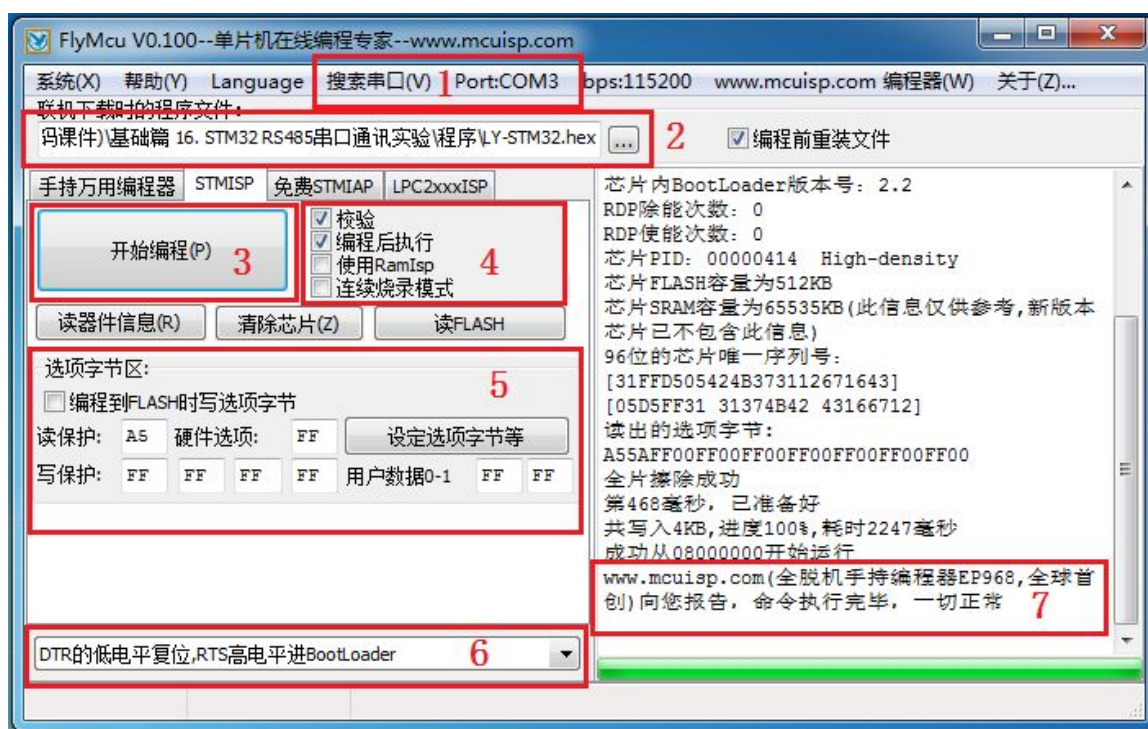 FlyMcu V0.100--单片机在线编程专家--www.mcuisp.com
系统(X) 帮助(Y) Language 搜索串口(V) 1 Port:COM3 bps:115200 www.mcuisp.com 编程器(W) 关于(Z)...
联机下载时的程序文件:
码课件)\基础篇 16. STM32 RS485串口通讯实验\程序\LY-STM32.hex ... 2 编程前重装文件
手持万用编程器 STMISP 免费STMIAP LPC2xxxISP
开始编程(P) 3
校验
编程后执行
使用RamIsp 4
连续烧录模式
读器件信息(R) 清除芯片(Z) 读FLASH
选项字节区: 5
编程到FLASH时写选项字节
读保护: A5 硬件选项: FF 设定选项字节等
写保护: FF FF FF FF 用户数据0-1 FF FF
DTR的低电平复位,RTS高电平进BootLoader 6
芯片内BootLoader版本号: 2.2
RDP除能次数: 0
RDP使能次数: 0
芯片PID: 00000414 High-density
芯片FLASH容量为512KB
芯片SRAM容量为65535KB(此信息仅供参考,新版本
芯片已不包含此信息)
96位的芯片唯一序列号:
[31FFD505424B373112671643]
[05D5FF31 31374B42 43166712]
读出的选项字节:
A55AFF00FF00FF00FF00FF00FF00FF00
全片擦除成功
第468毫秒, 已准备好
共写入4KB,进度100%,耗时2247毫秒
成功从08000000开始运行
www.mcuisp.com(全脱机手持编程器EP968,全球首
创)向您报告, 命令执行完毕, 一切正常 7